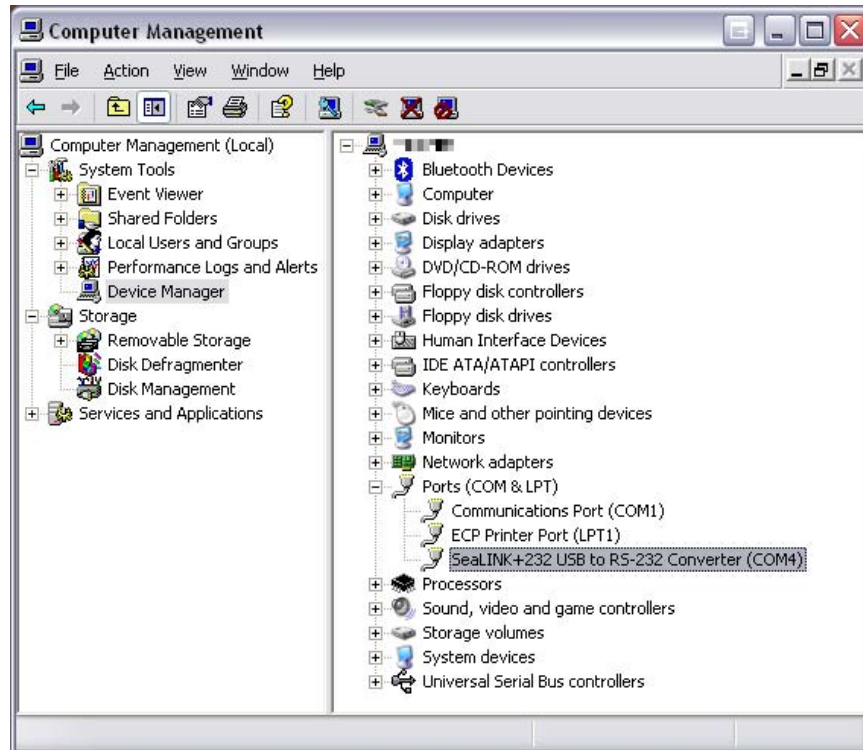 Computer Management
File Action View Window Help
Computer Management (Local)
System Tools
Event Viewer
Shared Folders
Local Users and Groups
Performance Logs and Alerts
Device Manager
Storage
Removable Storage
Disk Defragmenter
Disk Management
Services and Applications
Bluetooth Devices
Computer
Disk drives
Display adapters
DVD/CD-ROM drives
Floppy disk controllers
Floppy disk drives
Human Interface Devices
IDE ATA/ATAPI controllers
Keyboards
Mice and other pointing devices
Monitors
Network adapters
Ports (COM & LPT)
Communications Port (COM1)
ECP Printer Port (LPT1)
SeaLINK+232 USB to RS-232 Converter (COM4)
Processors
Sound, video and game controllers
Storage volumes
System devices
Universal Serial Bus controllers